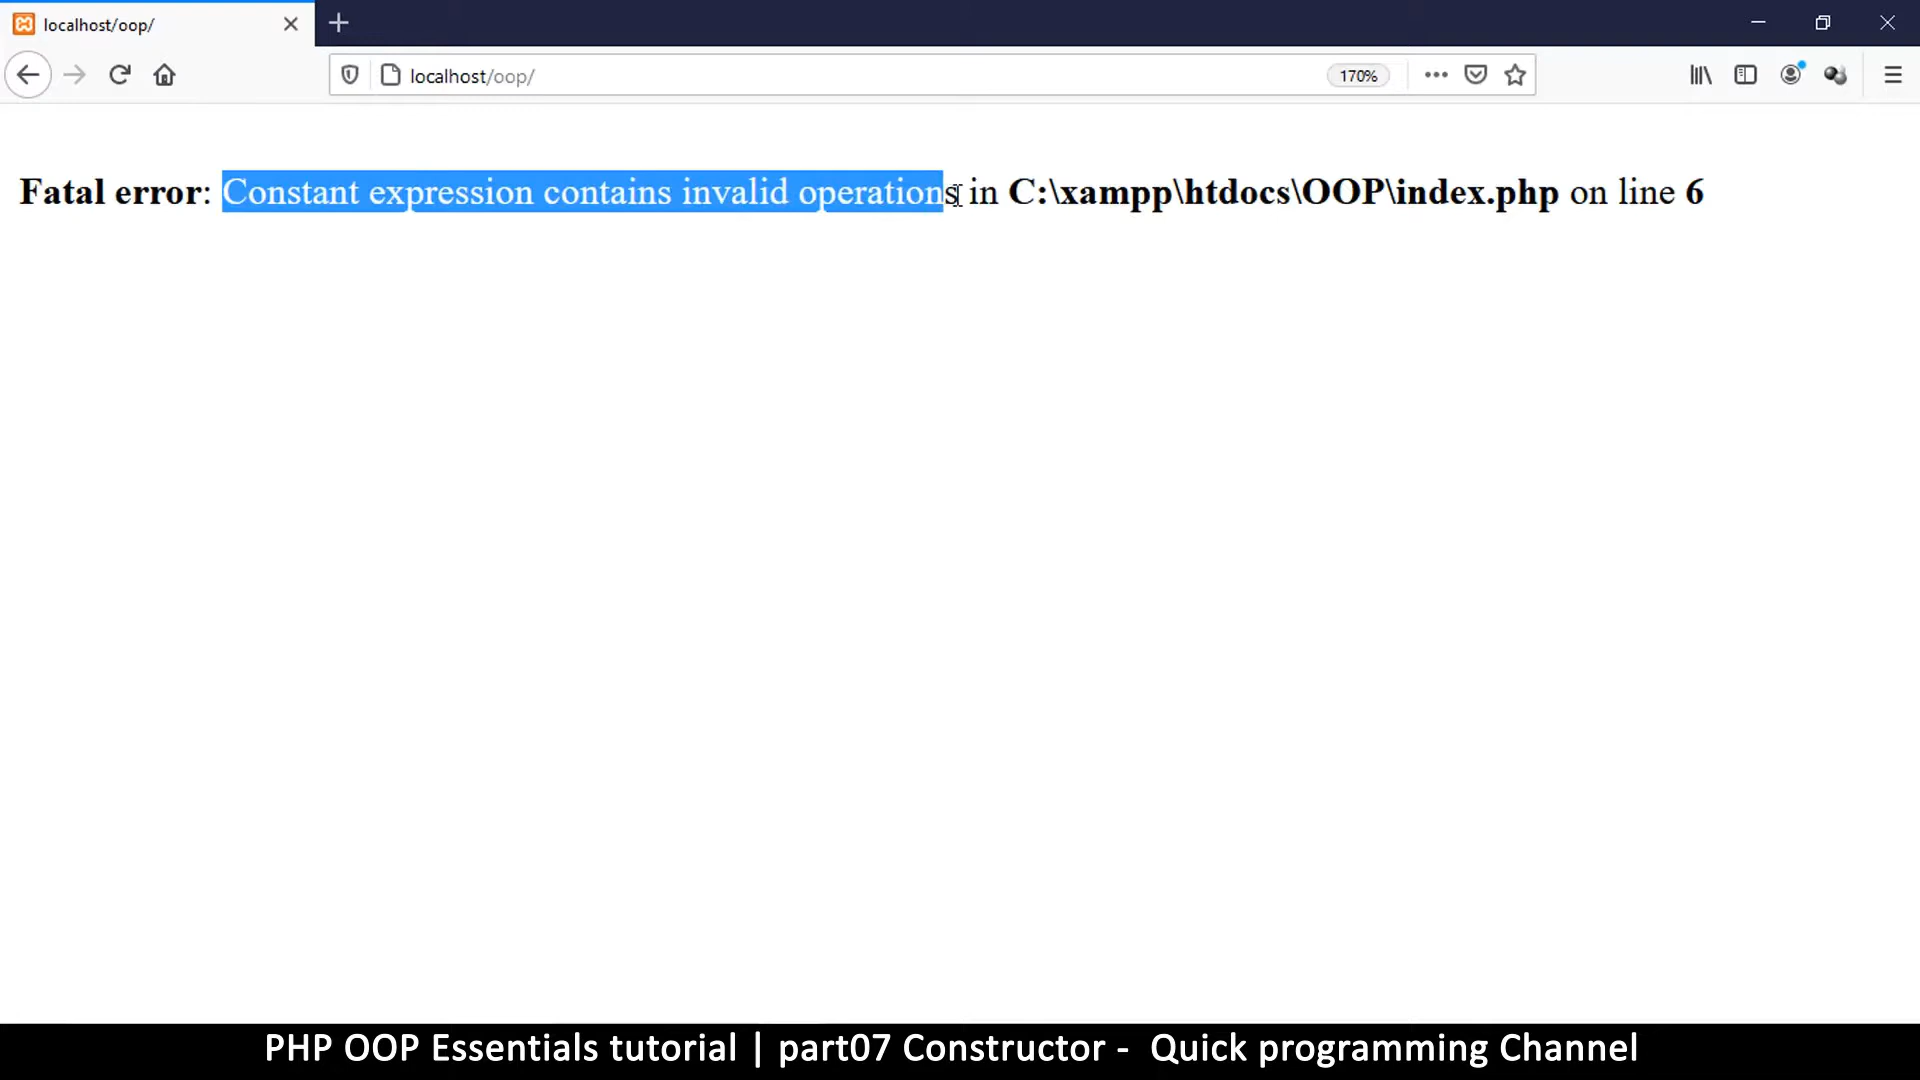 localhost/oop/
localhost/oop/
170%
Fatal error: Constant expression contains invalid operations in C:\xampp\htdocs\OOP\index.php on line 6
PHP OOP Essentials tutorial | part07 Constructor - Quick programming Channel